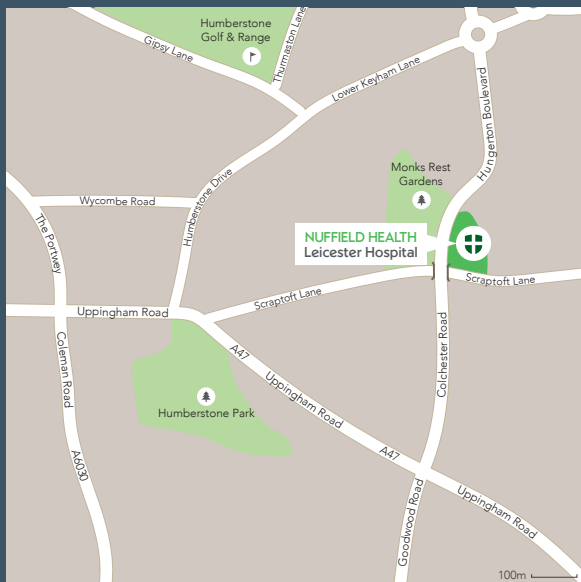 Humberstone
Golf & Range
Gipsy Lane
Thurmaston Lane
Lower Keyham Lane
Hungerton Boulevard
Monks Rest
Gardens
Wycombe Road
Humberstone Drive
The Portwey
NUFFIELD HEALTH
Leicester Hospital
Scraptoft Lane
Scraptoft Lane
Uppingham Road
Coleman Road
A47
Uppingham Road
Colchester Road
Humberstone Park
A47
A6030
Goodwood Road
Uppingham Road
100m